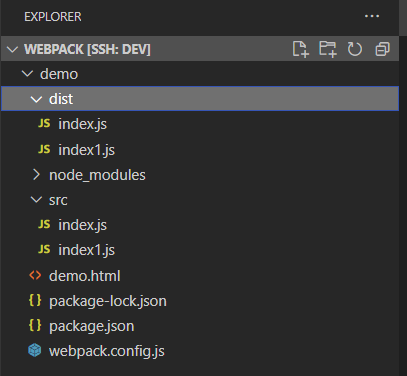 EXPLORER
WEBPACK [SSH: DEV]
demo
dist
JS index.js
JS index1.js
node_modules
src
JS index.js
JS index1.js
<> demo.html
{} package-lock.json
{} package.json
webpack.config.js